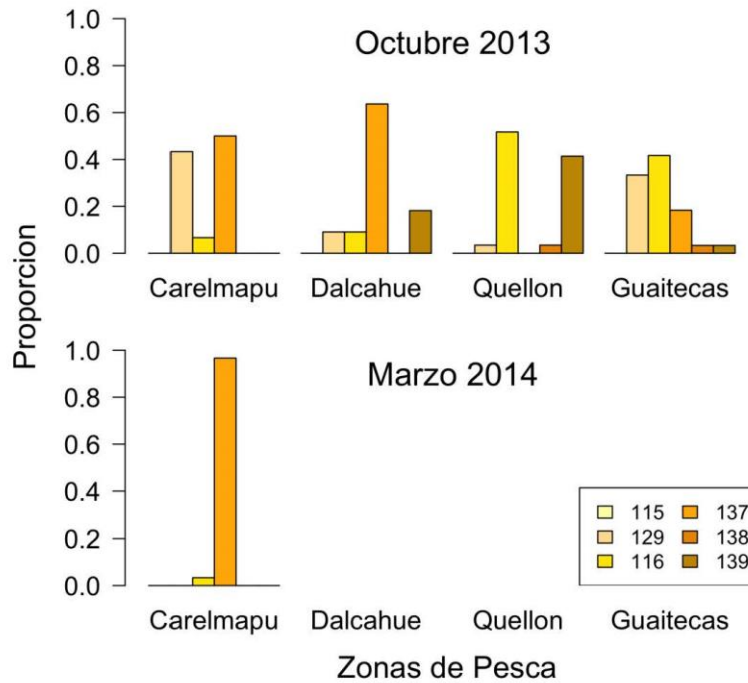 Octubre 2013
1.0
0.8
0.6
0.4
0.2
0.0
Carelmapu Dalcahue Quellon Guaitecas
Proporcion
Marzo 2014
1.0
0.8
0.6
0.4
0.2
0.0
115 137
129 138
116 139
Carelmapu Dalcahue Quellon Guaitecas
Zonas de Pesca